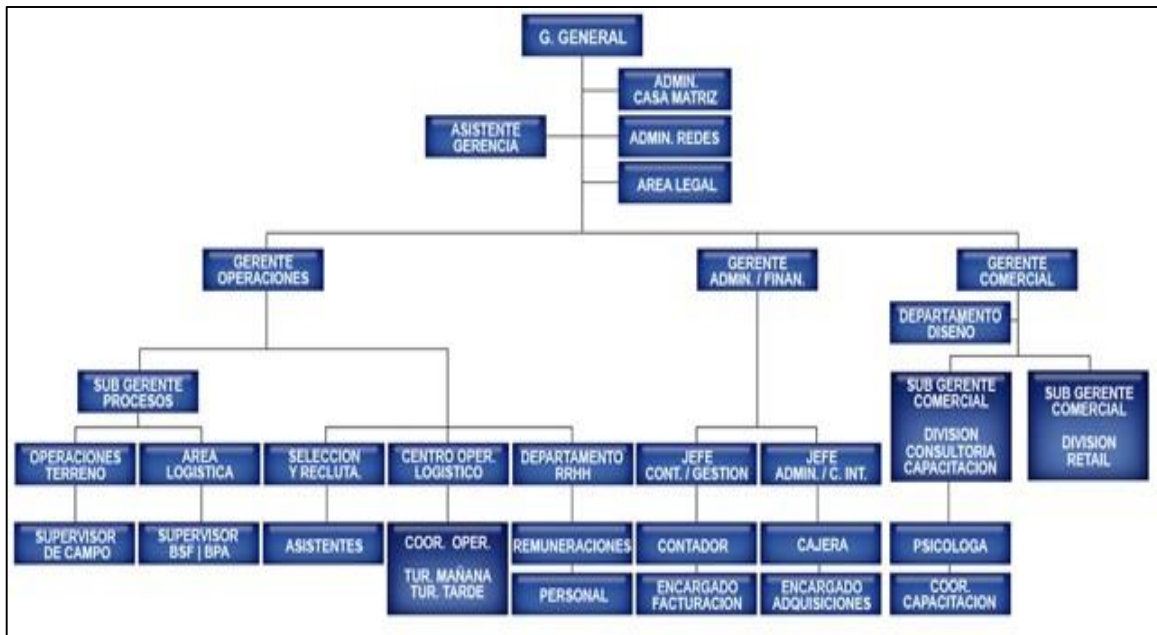 G. GENERAL
ADMIN.
CASA MATRIZ
ASISTENTE
GERENCIA
ADMIN. REDES
AREA LEGAL
GERENTE
OPERACIONES
GERENTE
ADMIN. / FINAN.
GERENTE
COMERCIAL
DEPARTAMENTO
DISENO
SUB GERENTE
PROCESOS
SUB GERENTE
COMERCIAL
DIVISION
CONSULTORIA
CAPACITACION
SUB GERENTE
COMERCIAL
DIVISION
RETAIL
OPERACIONES
TERRENO
AREA
LOGISTICA
SELECCION
Y RECLUTA.
CENTRO OPER.
LOGISTICO
DEPARTAMENTO
RRHH
JEFE
CONT. / GESTION
JEFE
ADMIN. / C. INT.
SUPERVISOR
DE CAMPO
SUPERVISOR
BSF | BPA
ASISTENTES
COOR. OPER.
TUR. MAÑANA
TUR. TARDE
REMUNERACIONES
CONTADOR
CAJERA
PSICOLOGA
PERSONAL
ENCARGADO
FACTURACION
ENCARGADO
ADQUISICIONES
COOR.
CAPACITACION